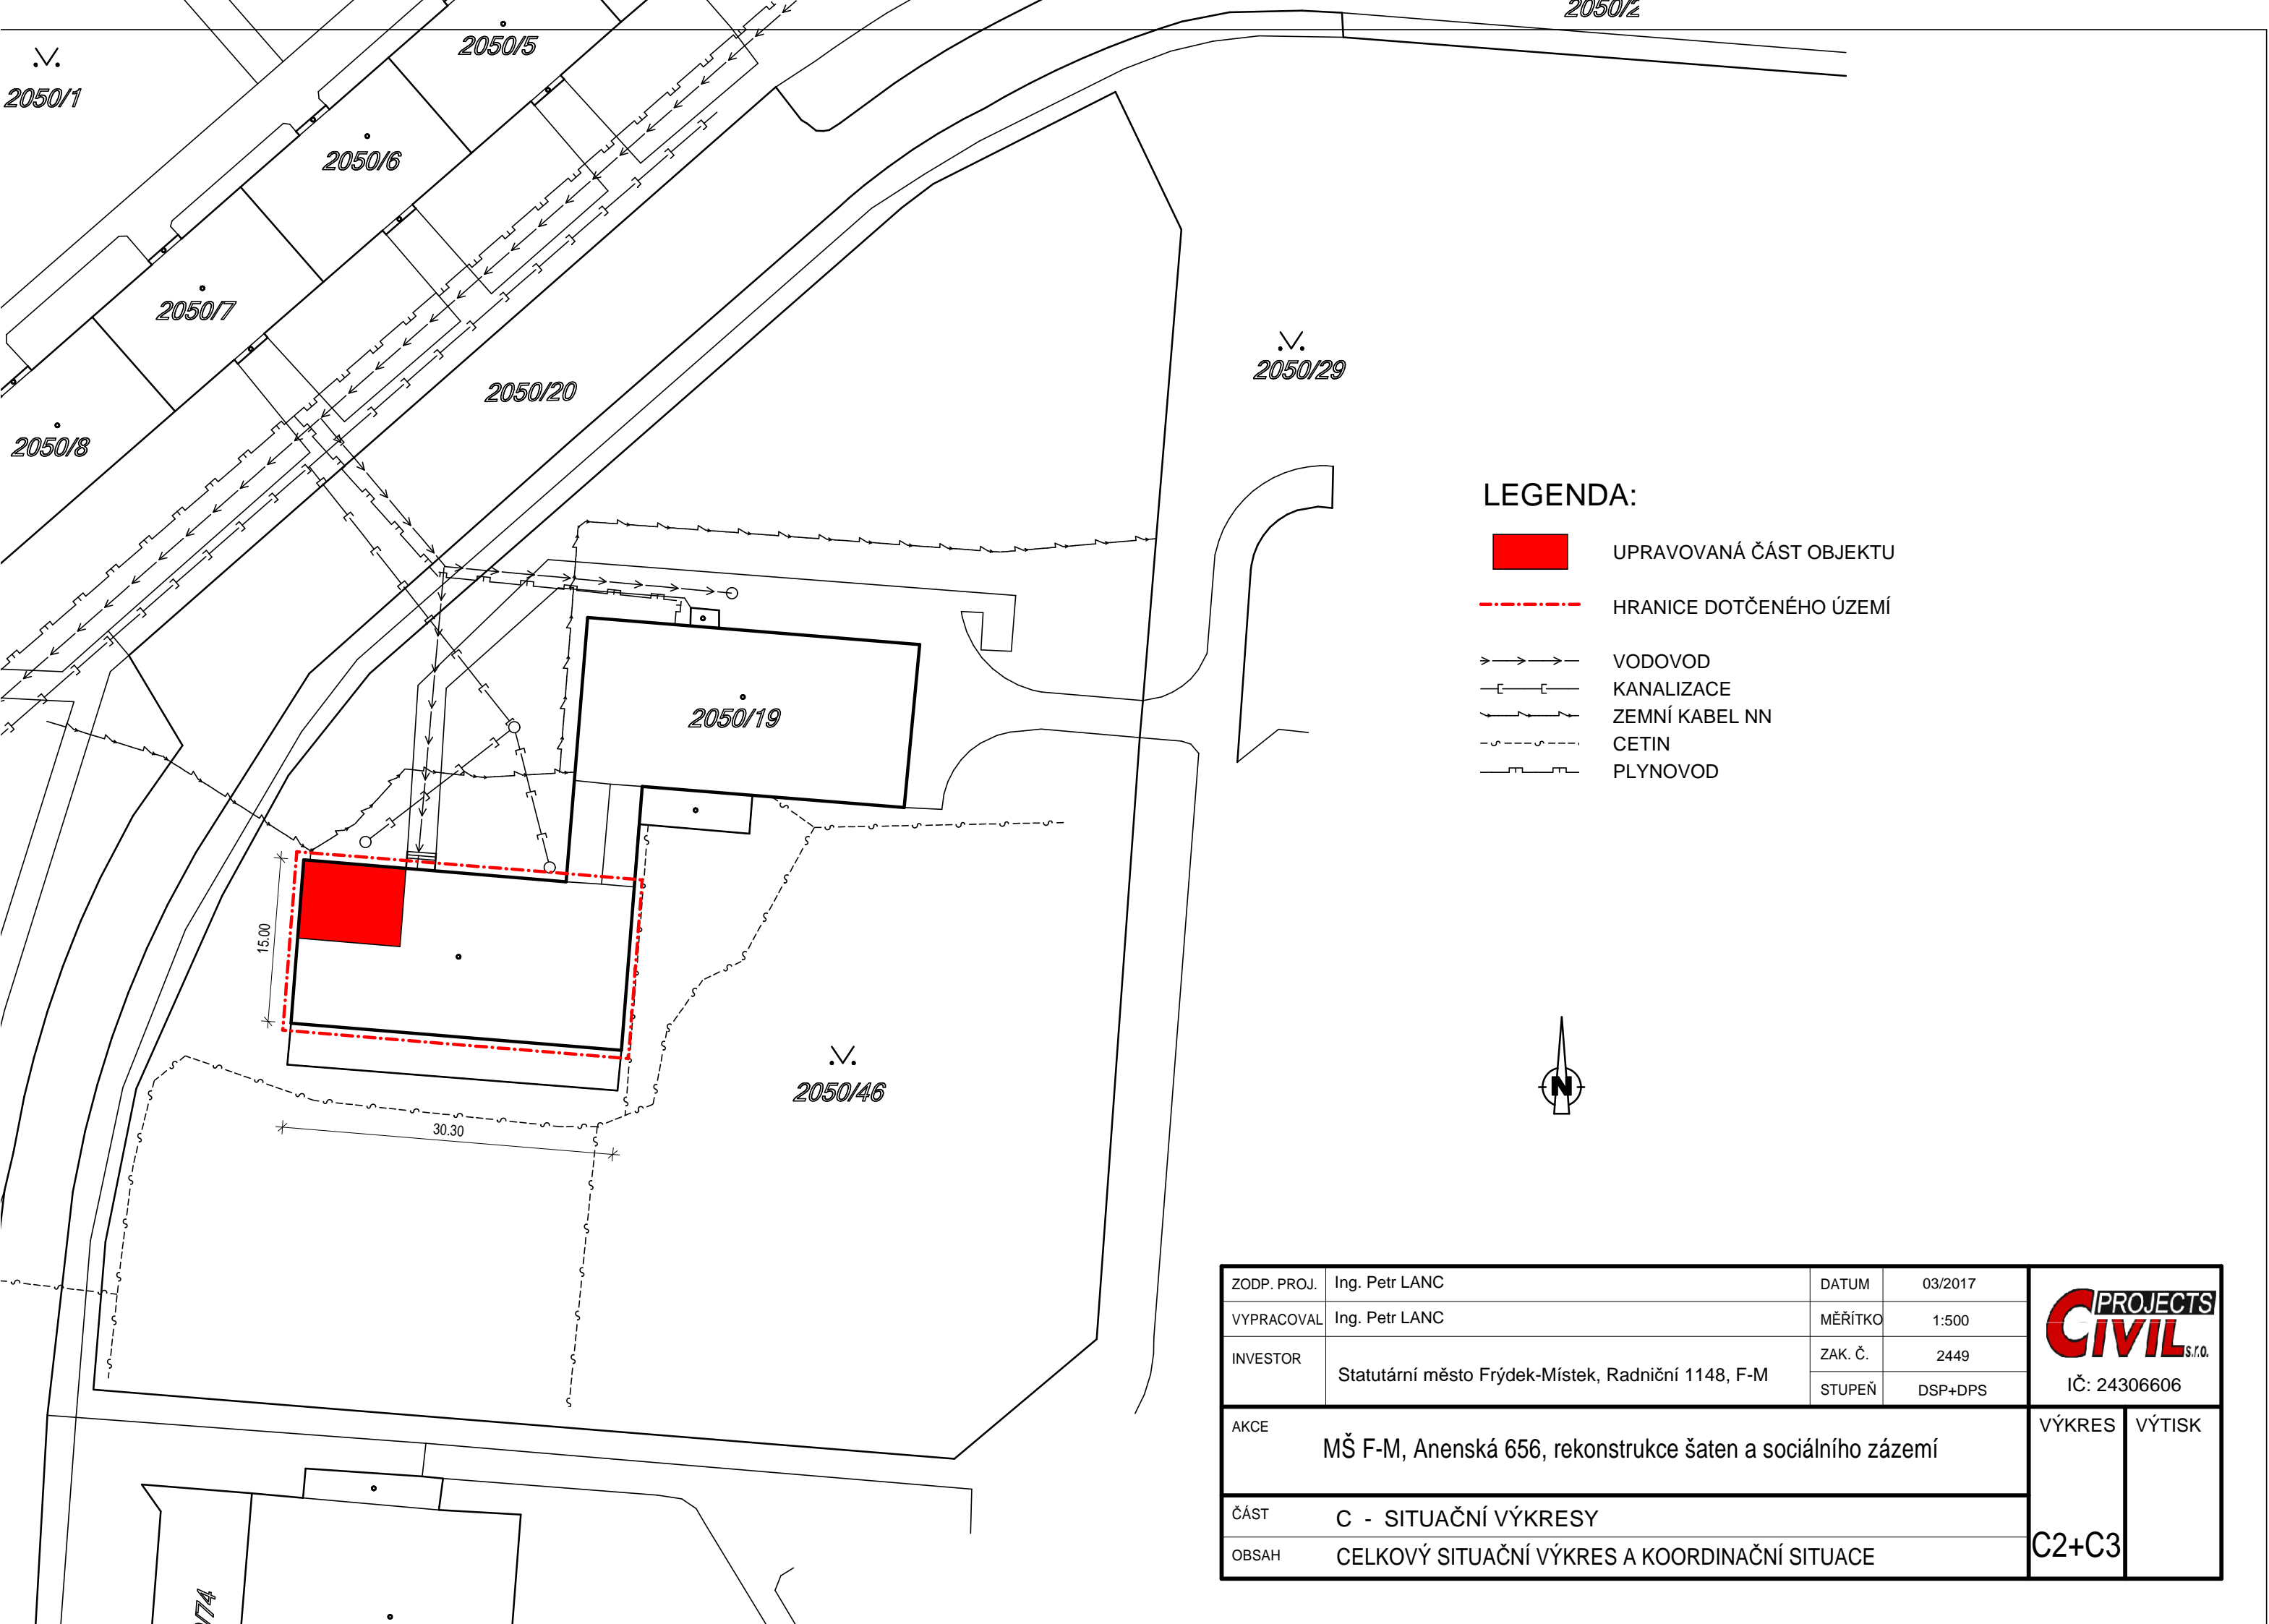 2050/2
2050/5
2050/1
2050/6
2050/7
2050/29
2050/20
2050/8
LEGENDA:
UPRAVOVANÁ ČÁST OBJEKTU
HRANICE DOTČENÉHO ÚZEMÍ
VODOVOD
KANALIZACE
ZEMNÍ KABEL NN
CETIN
PLYNOVOD
2050/19
15.00
2050/46
N
30.30
ZODP. PROJ. Ing. Petr LANC DATUM 03/2017
VYPRACOVAL Ing. Petr LANC MĚŘÍTKO 1:500
INVESTOR Statutární město Frýdek-Místek, Radniční 1148, F-M ZAK. Č. 2449
STUPEŇ DSP+DPS
PROJECTS
CIVIL s.r.o.
IČ: 24306606
AKCE MŠ F-M, Anenská 656, rekonstrukce šaten a sociálního zázemí
VÝKRES VÝTISK
ČÁST C - SITUAČNÍ VÝKRESY
OBSAH CELKOVÝ SITUAČNÍ VÝKRES A KOORDINAČNÍ SITUACE
C2+C3
/74